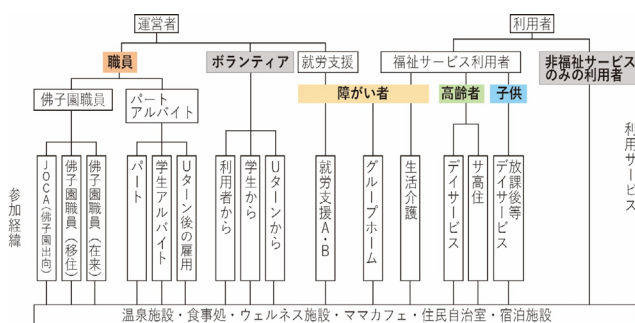 運営者
利用者
職員
ボランティア
就労支援
福祉サービス利用者
非福祉サービス
のみの利用者
佛子園職員
パート
アルバイト
障がい者
高齢者
子供
参加経緯
JOCA(佛子園出向)
佛子園職員(移住)
佛子園職員(在来)
パート
学生アルバイト
Uターン後の雇用
利用者から
学生から
Uターンから
就労支援A・B
グループホーム
生活介護
デイサービス
サ高住
放課後等
デイサービス
利用サービス
温泉施設・食事処・ウェルネス施設・ママカフェ・住民自治室・宿泊施設